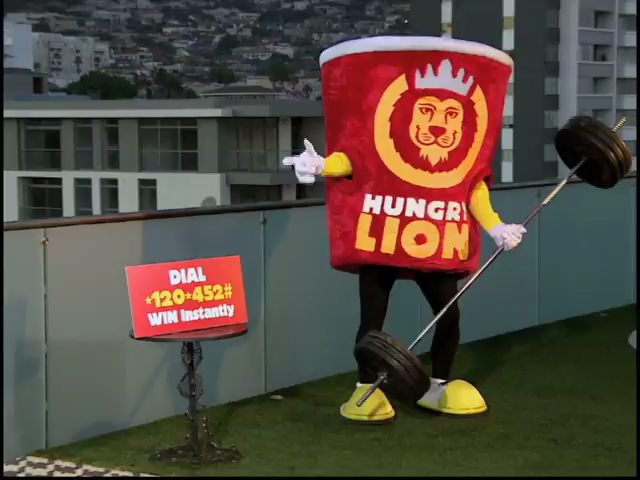 HUNGRY
LION
DIAL
*120*452#
WIN Instantly